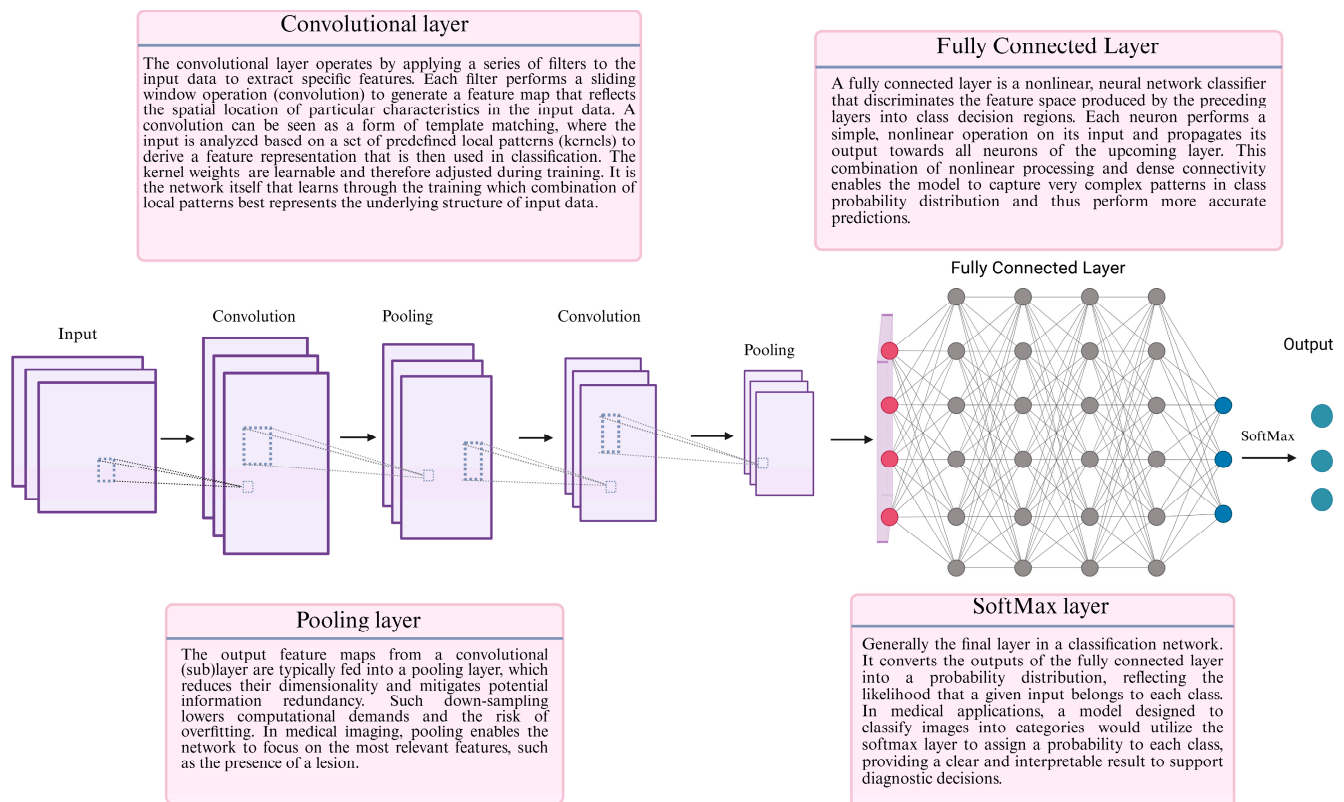 Convolutional layer
The convolutional layer operates by applying a series of filters to the
input data to extract specific features. Each filter performs a sliding
window operation (convolution) to generate a feature map that reflects
the spatial location of particular characteristics in the input data. A
convolution can be seen as a form of template matching, where the
input is analyzed based on a set of predefined local patterns (kernels) to
derive a feature representation that is then used in classification. The
kernel weights are learnable and therefore adjusted during training. It is
the network itself that learns through the training which combination of
local patterns best represents the underlying structure of input data.
Fully Connected Layer
A fully connected layer is a nonlinear, neural network classifier
that discriminates the feature space produced by the preceding
layers into class decision regions. Each neuron performs a
simple, nonlinear operation on its input and propagates its
output towards all neurons of the upcoming layer. This
combination of nonlinear processing and dense connectivity
enables the model to capture very complex patterns in class
probability distribution and thus perform more accurate
predictions.
Input
Convolution
Pooling
Convolution
Pooling
Fully Connected Layer
SoftMax
Output
Pooling layer
The output feature maps from a convolutional
(sub)layer are typically fed into a pooling layer, which
reduces their dimensionality and mitigates potential
information redundancy. Such down-sampling
lowers computational demands and the risk of
overfitting. In medical imaging, pooling enables the
network to focus on the most relevant features, such
as the presence of a lesion.
SoftMax layer
Generally the final layer in a classification network.
It converts the outputs of the fully connected layer
into a probability distribution, reflecting the
likelihood that a given input belongs to each class.
In medical applications, a model designed to
classify images into categories would utilize the
softmax layer to assign a probability to each class,
providing a clear and interpretable result to support
diagnostic decisions.